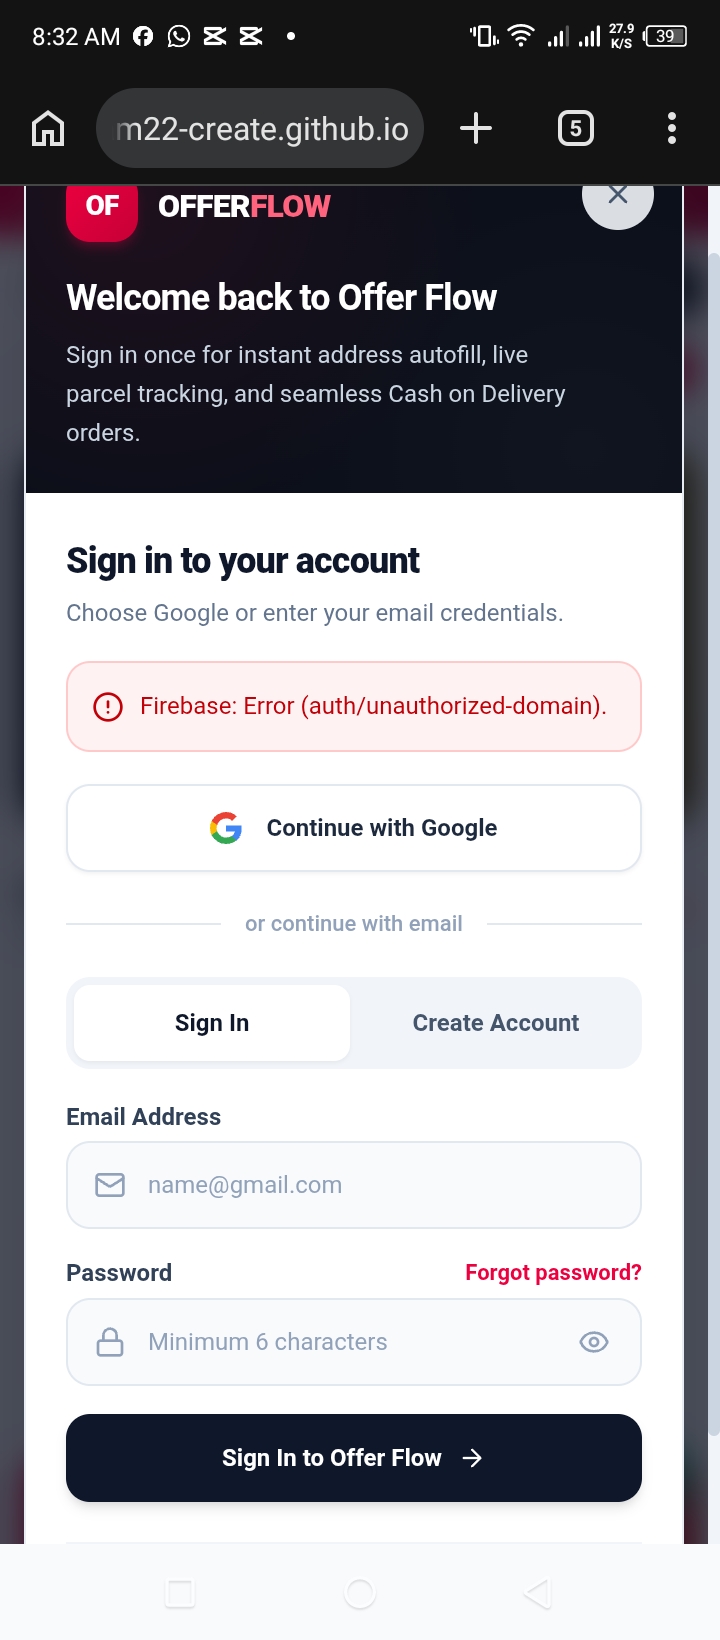 8:32 AM
27.9
K/S
39
m22-create.github.io
5
OF
OFFERFLOW
Welcome back to Offer Flow
Sign in once for instant address autofill, live
parcel tracking, and seamless Cash on Delivery
orders.
Sign in to your account
Choose Google or enter your email credentials.
Firebase: Error (auth/unauthorized-domain).
Continue with Google
or continue with email
Sign In
Create Account
Email Address
name@gmail.com
Password
Forgot password?
Minimum 6 characters
Sign In to Offer Flow →